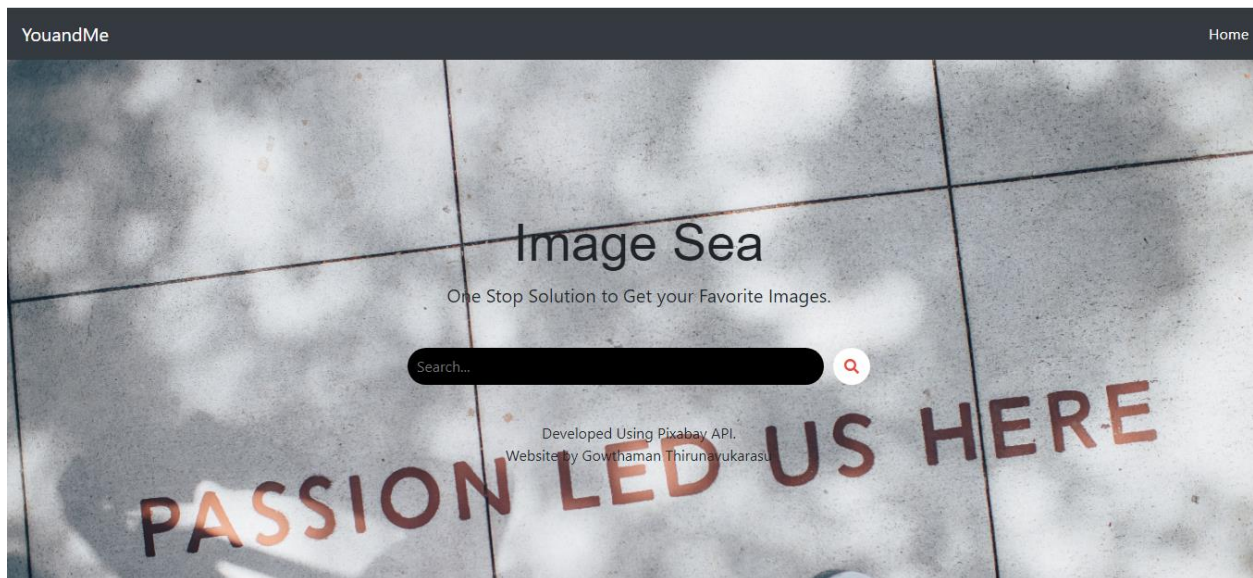 YouandMe
Home
Image Sea
One Stop Solution to Get your Favorite Images.
Search...
Developed Using Pixabay API.
Website by Gowthaman Thirunavukarasu
PASSION LED US HERE